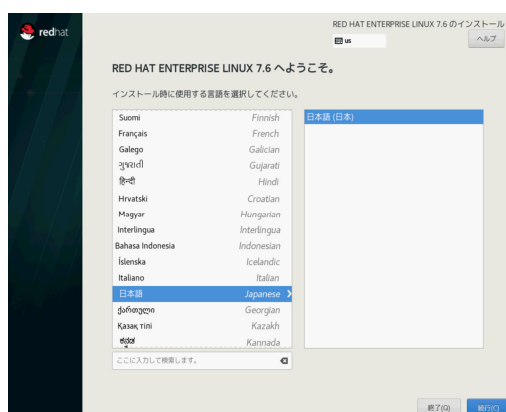 redhat
RED HAT ENTERPRISE LINUX 7.6 のインストール
us
ヘルプ
RED HAT ENTERPRISE LINUX 7.6 へようこそ。
インストール時に使用する言語を選択してください。
Suomi Finnish
Français French
Galego Galician
ગુજરાતી Gujarati
हिन्दी Hindi
Hrvatski Croatian
Magyar Hungarian
Interlingua Interlingua
Bahasa Indonesia Indonesian
Íslenska Icelandic
Italiano Italian
日本語 Japanese
ქართული Georgian
Қазақ тілі Kazakh
ಕನ್ನಡ Kannada
日本語 (日本)
ここに入力して検索します。
終了(Q)
続行(C)